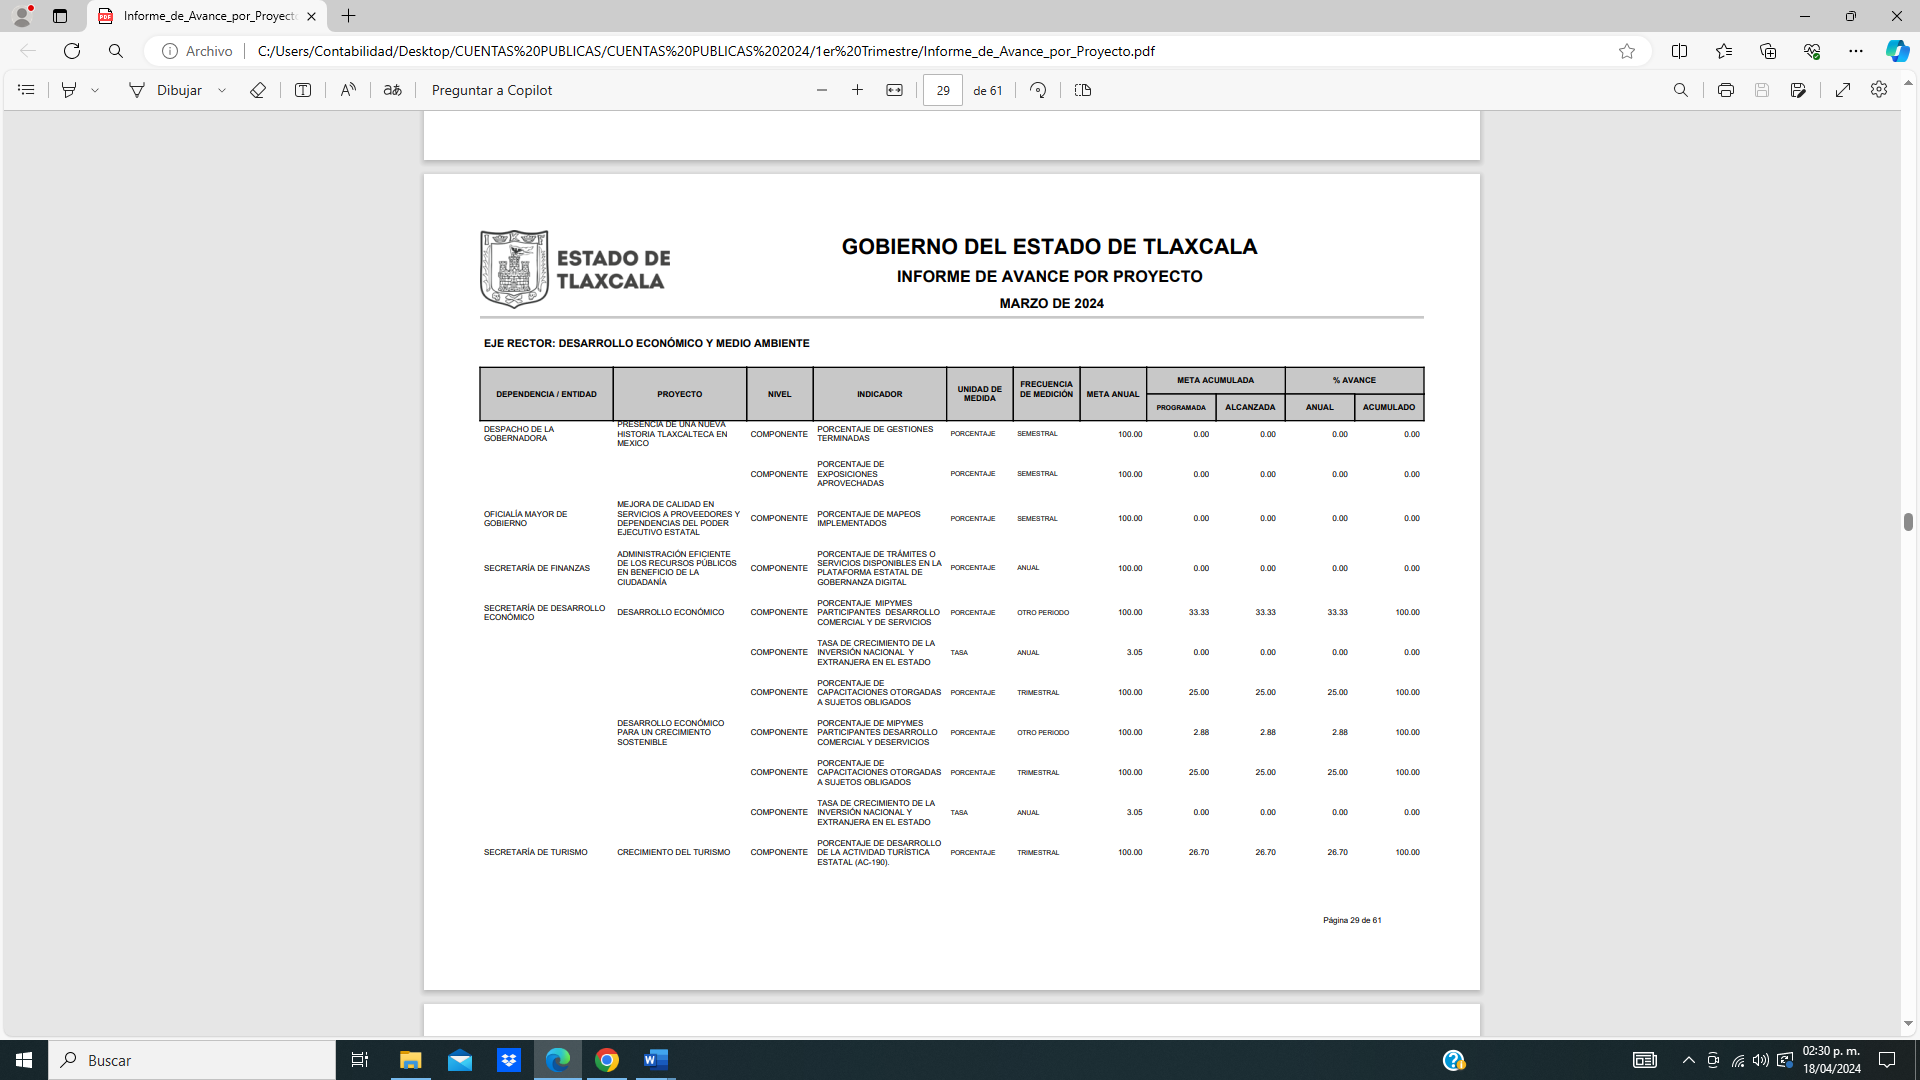 Informe_de_Avance_por_Proyecto
Archivo
C:/Users/Contabilidad/Desktop/CUENTAS%20PUBLICAS/CUENTAS%20PUBLICAS%202024/1er%20Trimestre/Informe_de_Avance_por_Proyecto.pdf
Dibujar
aあ
Preguntar a Copilot
29 de 61
ESTADO DE
TLAXCALA
GOBIERNO DEL ESTADO DE TLAXCALA
INFORME DE AVANCE POR PROYECTO
MARZO DE 2024
EJE RECTOR: DESARROLLO ECONÓMICO Y MEDIO AMBIENTE
DEPENDENCIA / ENTIDAD PROYECTO NIVEL INDICADOR UNIDAD DE MEDIDA FRECUENCIA DE MEDICIÓN META ANUAL META ACUMULADA % AVANCE
PROGRAMADA ALCANZADA ANUAL ACUMULADO
DESPACHO DE LA GOBERNADORA PRESENCIA DE UNA NUEVA HISTORIA TLAXCALTECA EN MEXICO COMPONENTE PORCENTAJE DE GESTIONES TERMINADAS PORCENTAJE SEMESTRAL 100.00 0.00 0.00 0.00 0.00
COMPONENTE PORCENTAJE DE EXPOSICIONES APROVECHADAS PORCENTAJE SEMESTRAL 100.00 0.00 0.00 0.00 0.00
OFICIALÍA MAYOR DE GOBIERNO MEJORA DE CALIDAD EN SERVICIOS A PROVEEDORES Y DEPENDENCIAS DEL PODER EJECUTIVO ESTATAL COMPONENTE PORCENTAJE DE MAPEOS IMPLEMENTADOS PORCENTAJE SEMESTRAL 100.00 0.00 0.00 0.00 0.00
SECRETARÍA DE FINANZAS ADMINISTRACIÓN EFICIENTE DE LOS RECURSOS PÚBLICOS EN BENEFICIO DE LA CIUDADANÍA COMPONENTE PORCENTAJE DE TRÁMITES O SERVICIOS DISPONIBLES EN LA PLATAFORMA ESTATAL DE GOBERNANZA DIGITAL PORCENTAJE ANUAL 100.00 0.00 0.00 0.00 0.00
SECRETARÍA DE DESARROLLO ECONÓMICO DESARROLLO ECONÓMICO COMPONENTE PORCENTAJE MIPYMES PARTICIPANTES DESARROLLO COMERCIAL Y DE SERVICIOS PORCENTAJE OTRO PERIODO 100.00 33.33 33.33 33.33 100.00
COMPONENTE TASA DE CRECIMIENTO DE LA INVERSIÓN NACIONAL Y EXTRANJERA EN EL ESTADO TASA ANUAL 3.05 0.00 0.00 0.00 0.00
COMPONENTE PORCENTAJE DE CAPACITACIONES OTORGADAS A SUJETOS OBLIGADOS PORCENTAJE TRIMESTRAL 100.00 25.00 25.00 25.00 100.00
DESARROLLO ECONÓMICO PARA UN CRECIMIENTO SOSTENIBLE COMPONENTE PORCENTAJE DE MIPYMES PARTICIPANTES DESARROLLO COMERCIAL Y DESERVICIOS PORCENTAJE OTRO PERIODO 100.00 2.88 2.88 2.88 100.00
COMPONENTE PORCENTAJE DE CAPACITACIONES OTORGADAS A SUJETOS OBLIGADOS PORCENTAJE TRIMESTRAL 100.00 25.00 25.00 25.00 100.00
COMPONENTE TASA DE CRECIMIENTO DE LA INVERSIÓN NACIONAL Y EXTRANJERA EN EL ESTADO TASA ANUAL 3.05 0.00 0.00 0.00 0.00
SECRETARÍA DE TURISMO CRECIMIENTO DEL TURISMO COMPONENTE PORCENTAJE DE DESARROLLO DE LA ACTIVIDAD TURÍSTICA ESTATAL (AC-190). PORCENTAJE TRIMESTRAL 100.00 26.70 26.70 26.70 100.00
Página 29 de 61
Buscar
02:30 p. m.
18/04/2024